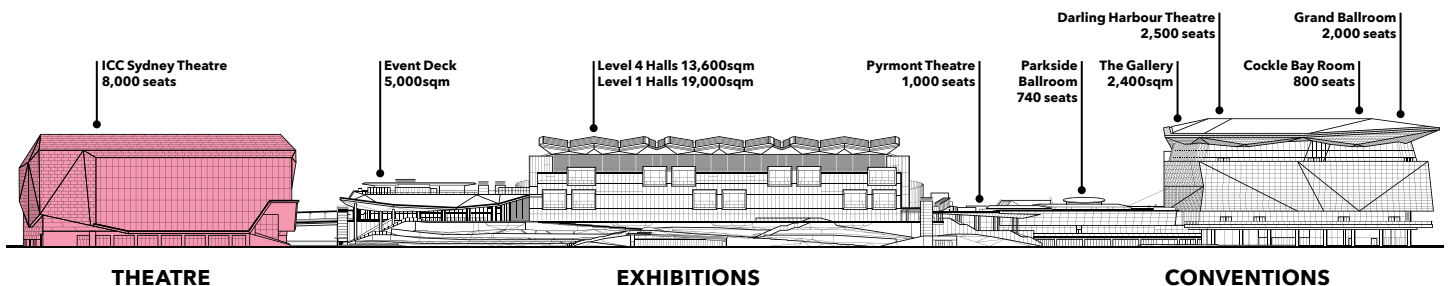 Darling Harbour Theatre
2,500 seats
Grand Ballroom
2,000 seats
ICC Sydney Theatre
8,000 seats
Event Deck
5,000sqm
Level 4 Halls 13,600sqm
Level 1 Halls 19,000sqm
Pyrmont Theatre
1,000 seats
Parkside
Ballroom
740 seats
The Gallery
2,400sqm
Cockle Bay Room
800 seats
THEATRE
EXHIBITIONS
CONVENTIONS